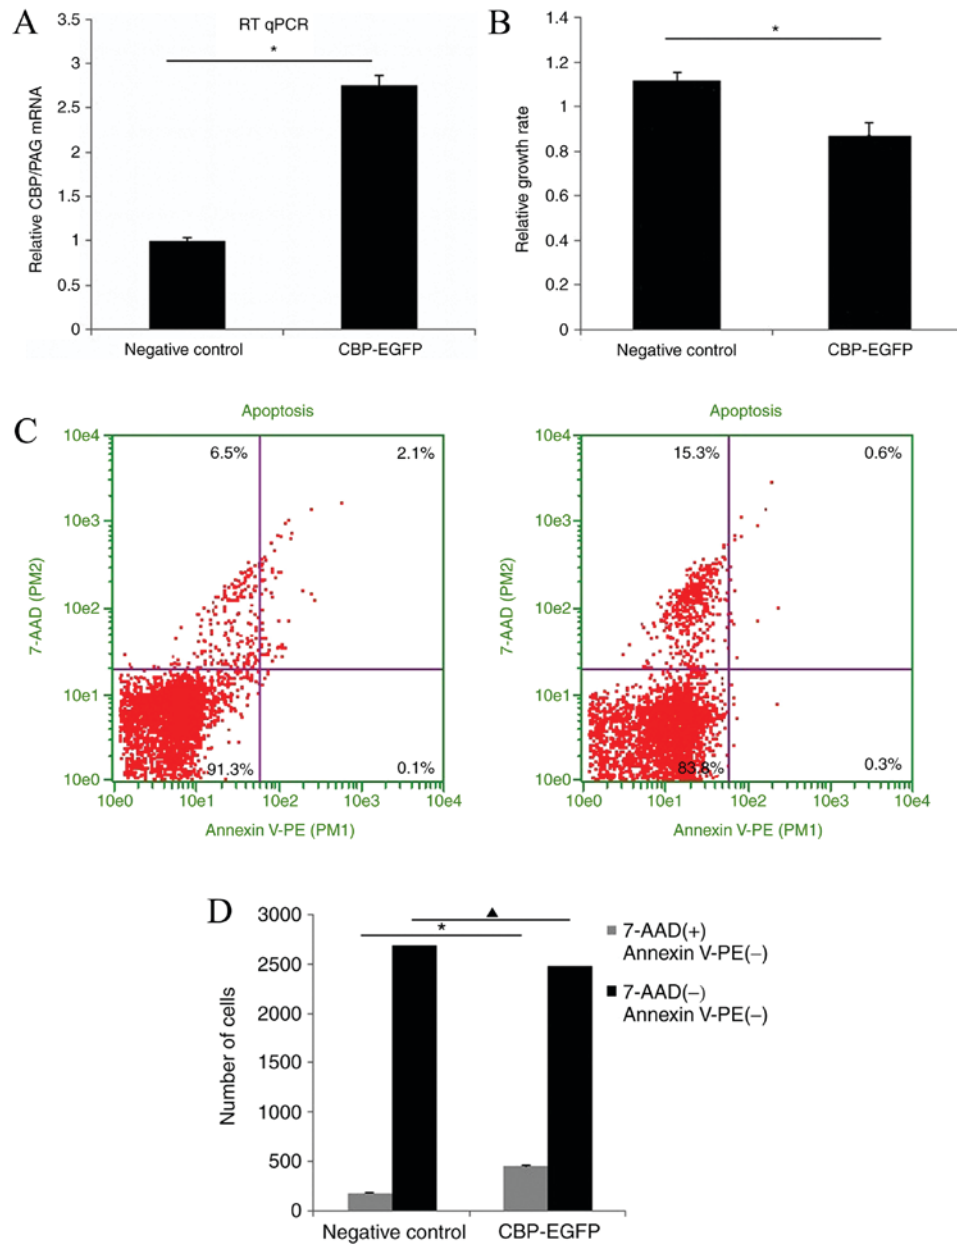 A
RT qPCR
*
3.5
3
2.5
2
1.5
1
0.5
0
Relative CBP/PAG mRNA
Negative control
CBP-EGFP
B
*
1.4
1.2
1
0.8
0.6
0.4
0.2
0
Relative growth rate
Negative control
CBP-EGFP
C
Apoptosis
10e4
10e3
10e2
10e1
10e0
7-AAD (PM2)
6.5%
2.1%
91.3%
0.1%
10e0
10e1
10e2
10e3
10e4
Annexin V-PE (PM1)
Apoptosis
10e4
10e3
10e2
10e1
10e0
7-AAD (PM2)
15.3%
0.6%
83.8%
0.3%
10e0
10e1
10e2
10e3
10e4
Annexin V-PE (PM1)
D
3000
2500
2000
1500
1000
500
0
Number of cells
▲
*
7-AAD(+)
Annexin V-PE(−)
7-AAD(−)
Annexin V-PE(−)
Negative control
CBP-EGFP